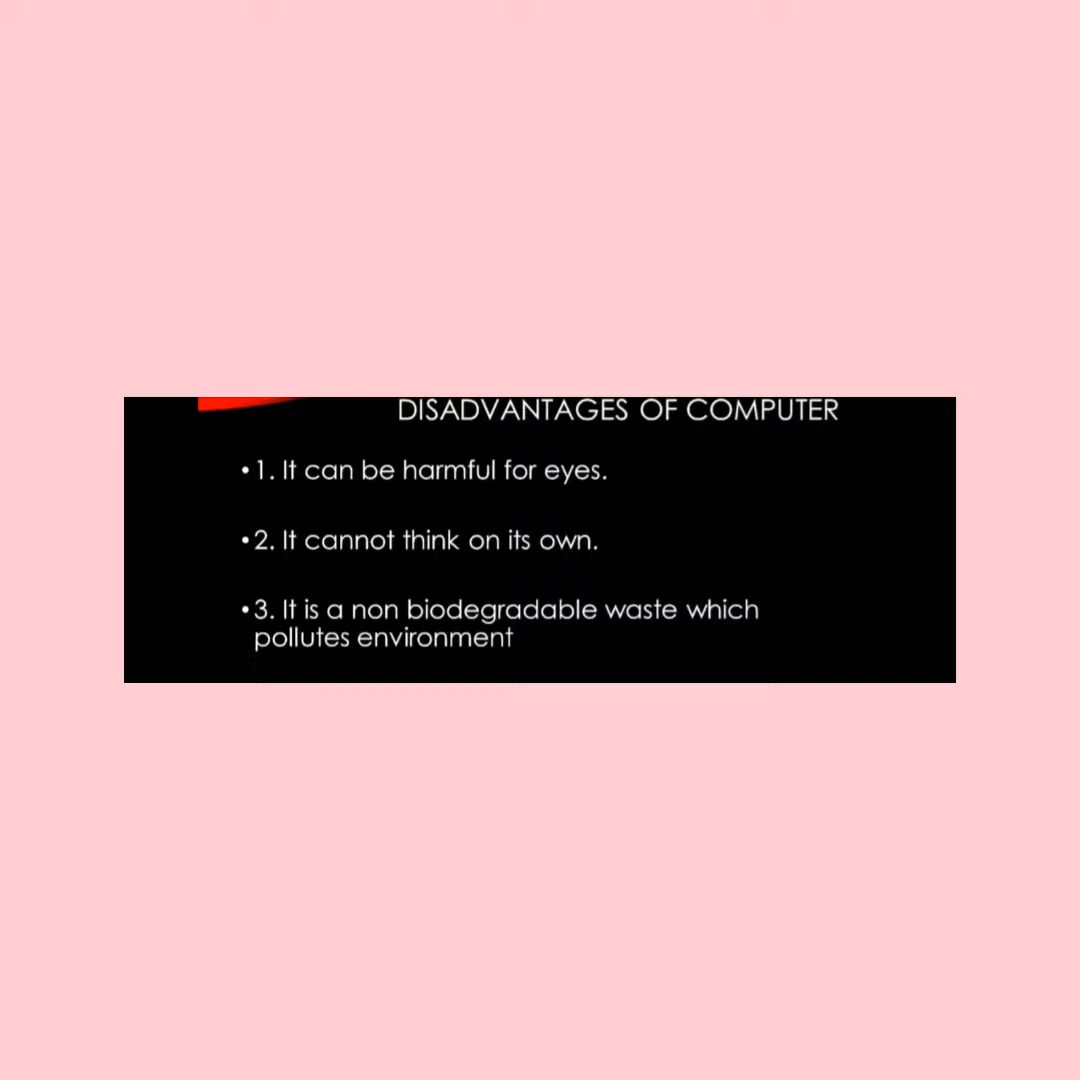 DISADVANTAGES OF COMPUTER
• 1. It can be harmful for eyes.
• 2. It cannot think on its own.
• 3. It is a non biodegradable waste which
pollutes environment